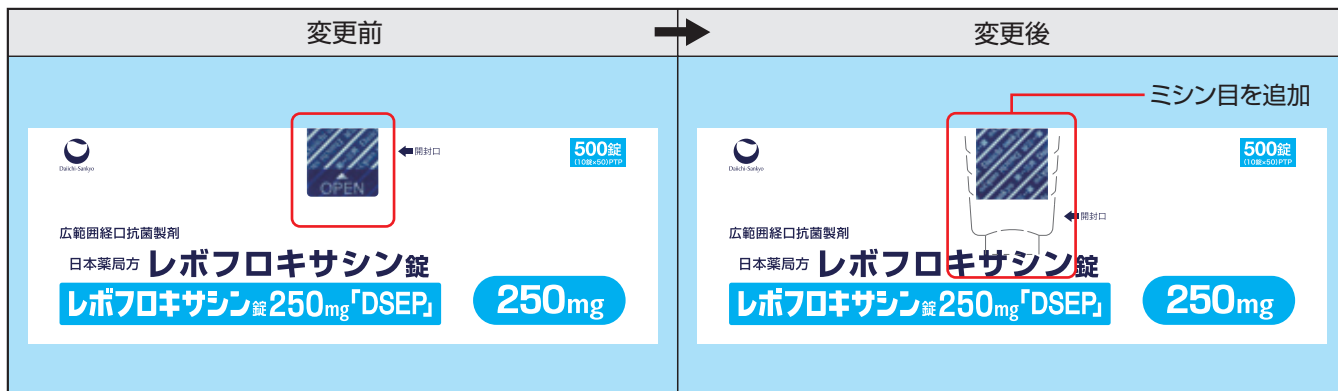 変更前
変更後
ミシン目を追加
Daiichi-Sankyo
OPEN
開封口
500錠
(10錠×50)PTP
広範囲経口抗菌製剤
日本薬局方 レボフロキサシン錠
レボフロキサシン錠250mg「DSEP」
250mg
Daiichi-Sankyo
開封口
500錠
(10錠×50)PTP
広範囲経口抗菌製剤
日本薬局方 レボフロキサシン錠
レボフロキサシン錠250mg「DSEP」
250mg